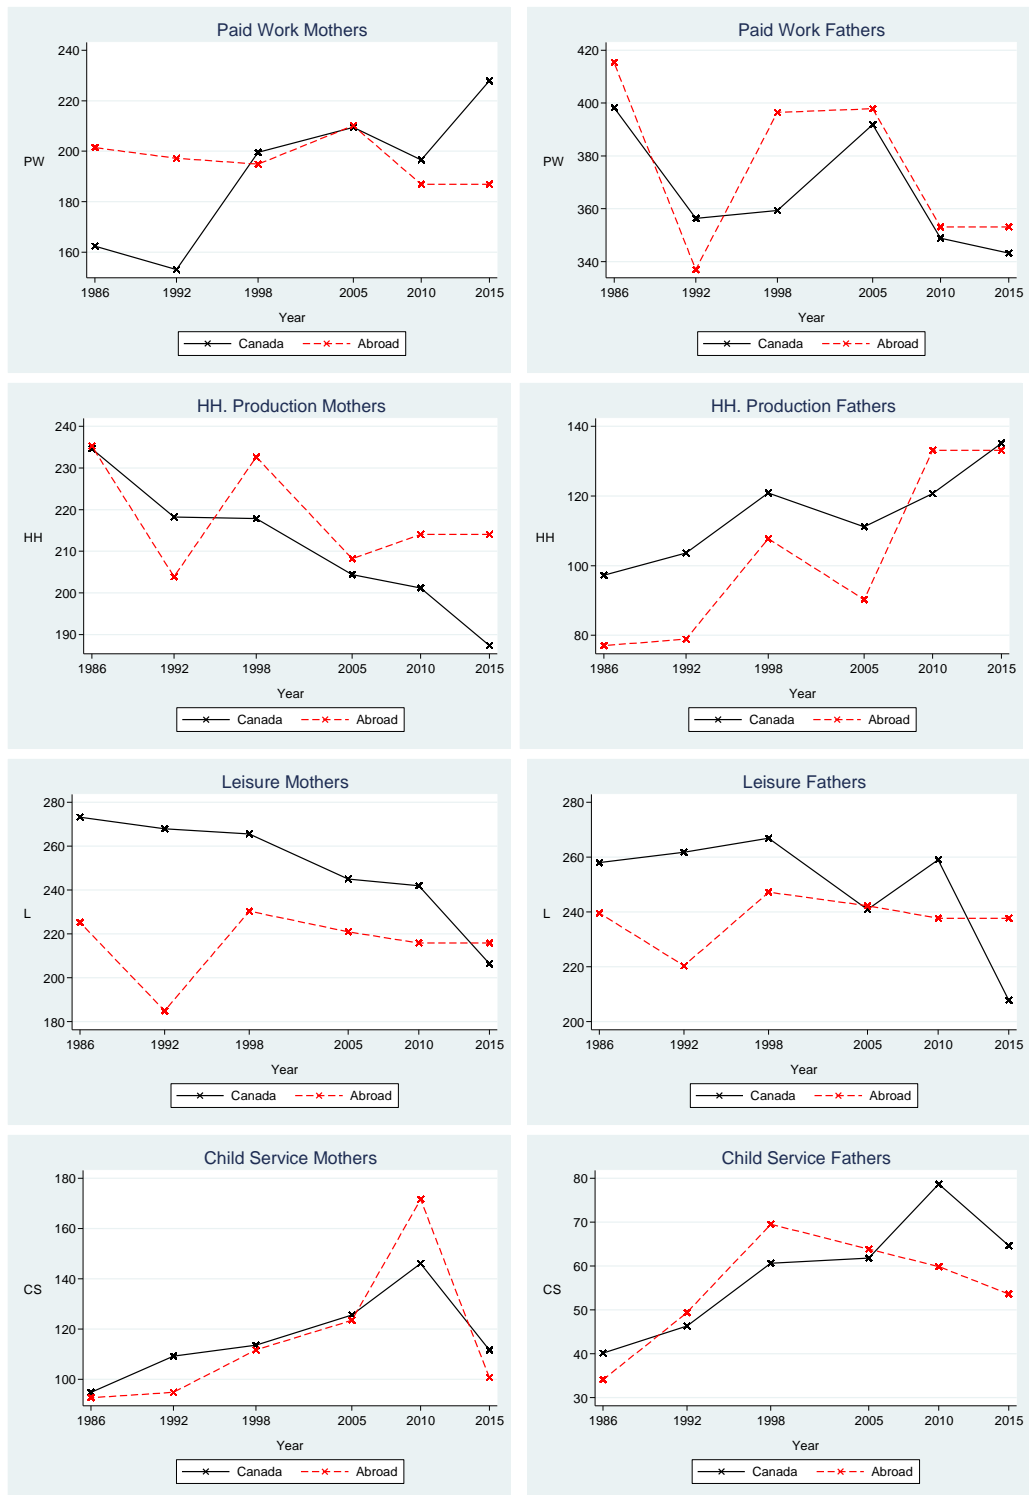 Paid Work Mothers
240
220
200
180
160
PW
1986 1992 1998 2005 2010 2015
Year
Canada Abroad
Paid Work Fathers
420
400
380
360
340
PW
1986 1992 1998 2005 2010 2015
Year
Canada Abroad
HH. Production Mothers
240
230
220
210
200
190
HH
1986 1992 1998 2005 2010 2015
Year
Canada Abroad
HH. Production Fathers
140
120
100
80
HH
1986 1992 1998 2005 2010 2015
Year
Canada Abroad
Leisure Mothers
280
260
240
220
200
180
L
1986 1992 1998 2005 2010 2015
Year
Canada Abroad
Leisure Fathers
280
260
240
220
200
L
1986 1992 1998 2005 2010 2015
Year
Canada Abroad
Child Service Mothers
180
160
140
120
100
CS
1986 1992 1998 2005 2010 2015
Year
Canada Abroad
Child Service Fathers
80
70
60
50
40
30
CS
1986 1992 1998 2005 2010 2015
Year
Canada Abroad